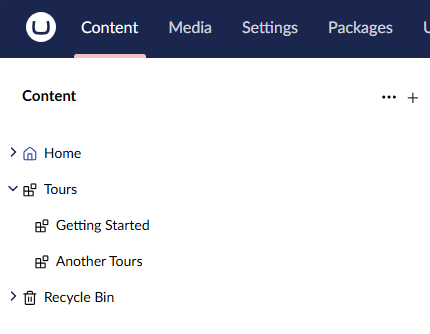 Content Media Settings Packages
Content
Home
Tours
Getting Started
Another Tours
Recycle Bin